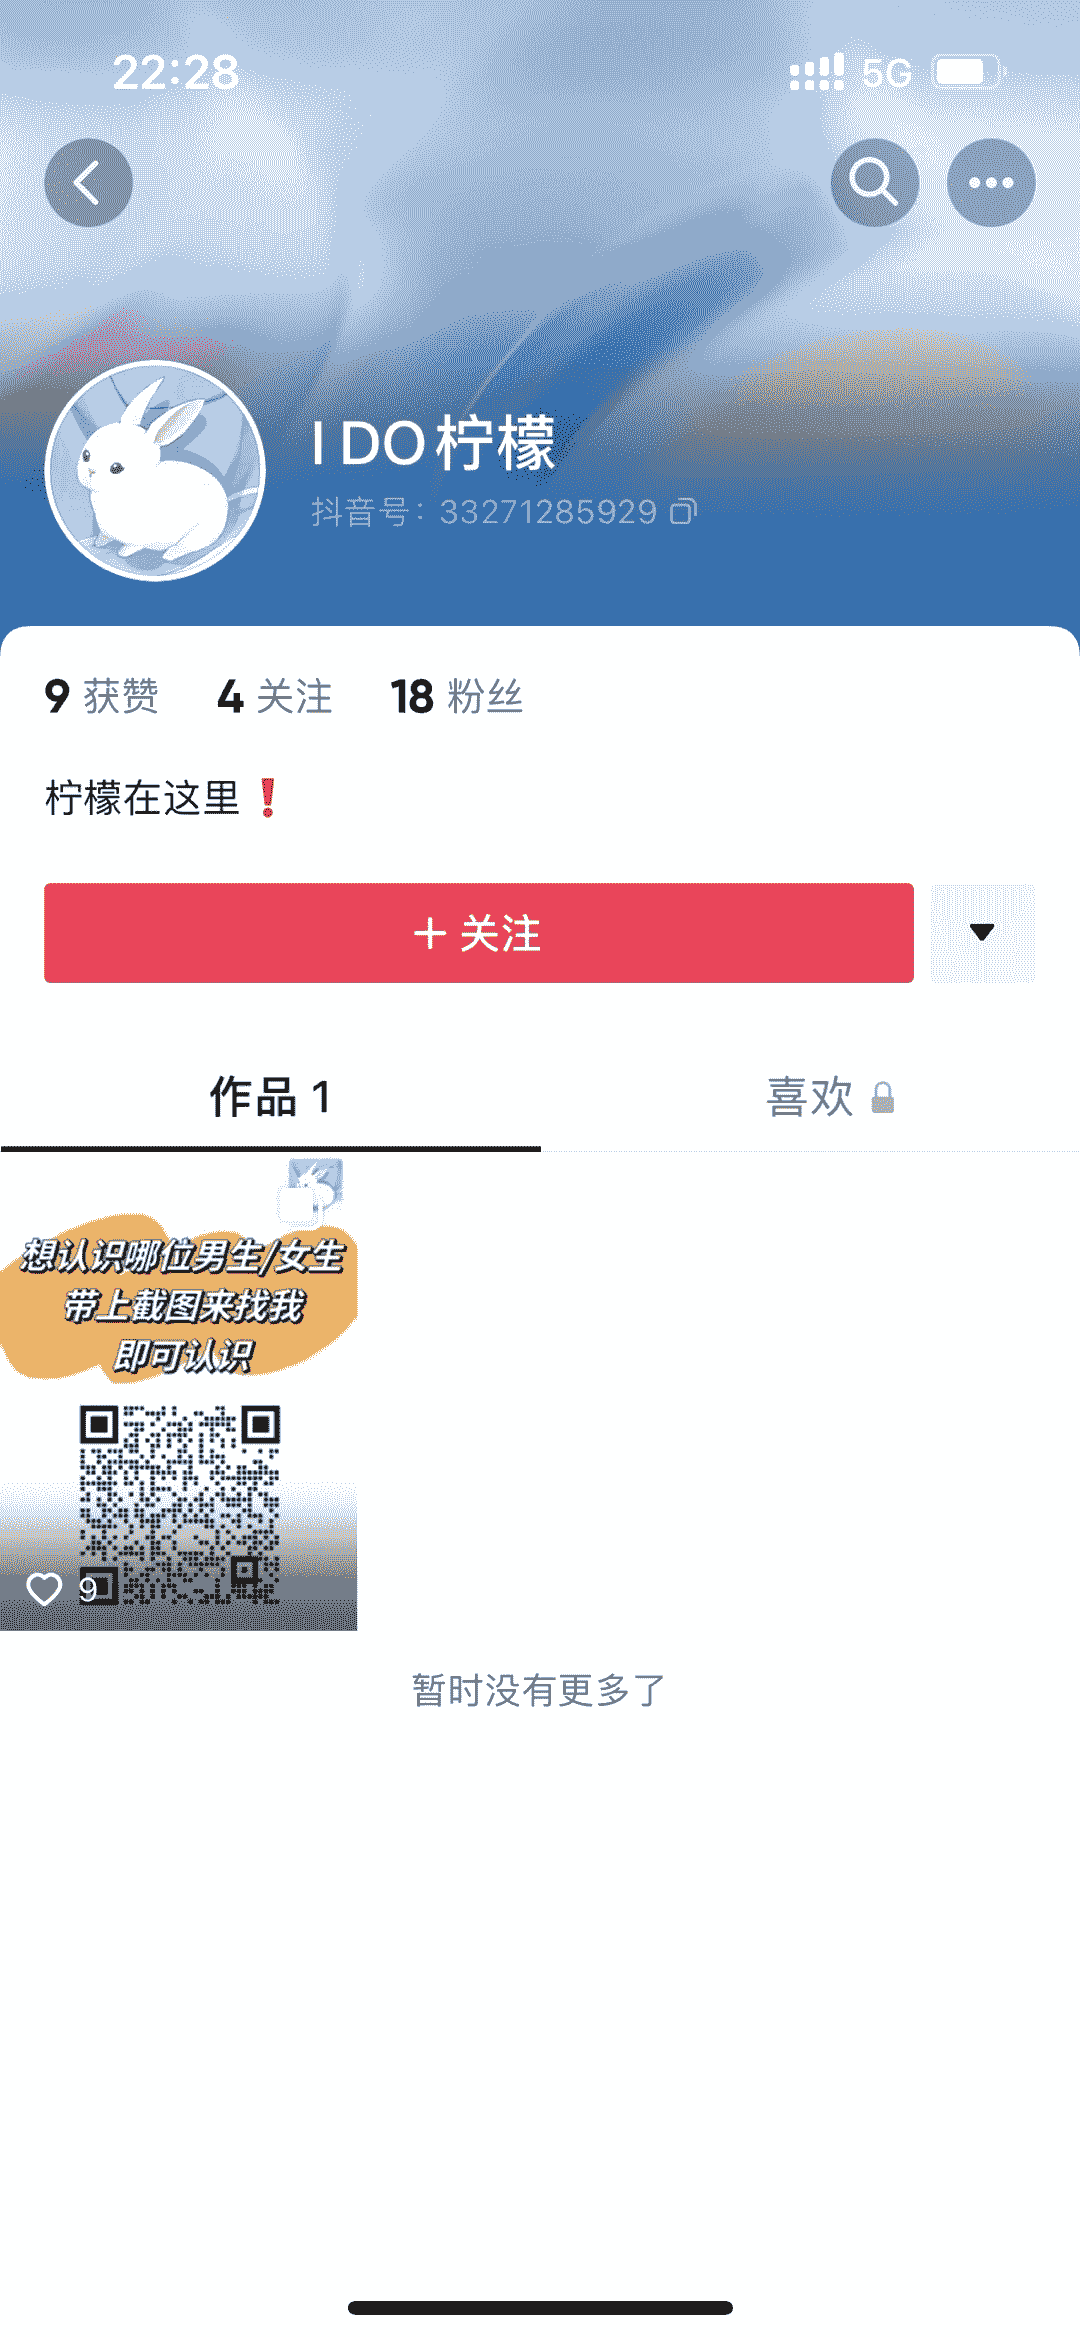 22:28
5G
I DO柠檬
抖音号：33271285929
9 获赞 4 关注 18 粉丝
柠檬在这里❗
+ 关注
作品 1
喜欢
想认识哪位男生/女生
带上截图来找我
即可认识
9
暂时没有更多了